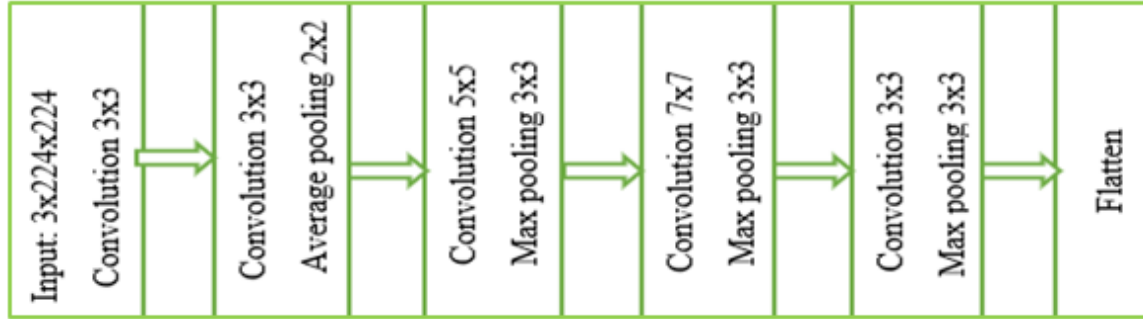 Input: 3x224x224
Convolution 3x3
Convolution 3x3
Average pooling 2x2
Convolution 5x5
Max pooling 3x3
Convolution 7x7
Max pooling 3x3
Convolution 3x3
Max pooling 3x3
Flatten